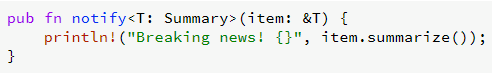 pub fn notify<T: Summary>(item: &T) {
    println!("Breaking news! {}", item.summarize());
}